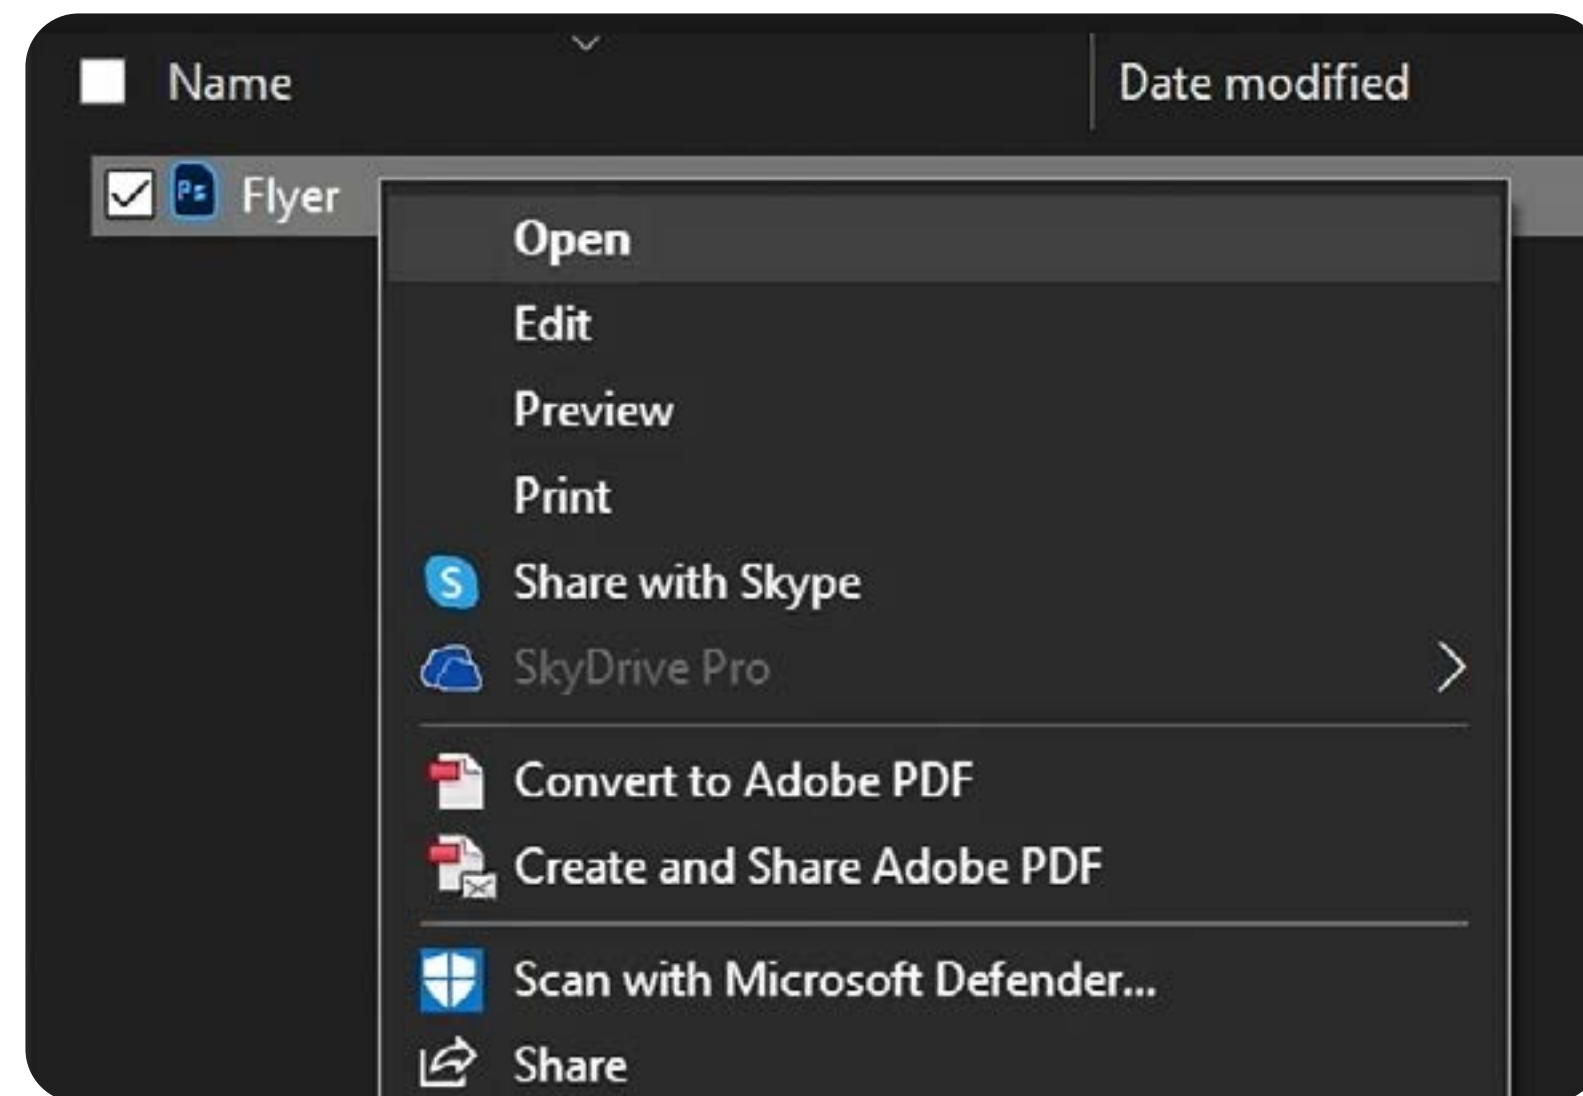 Name Date modified
Ps Flyer
Open
Edit
Preview
Print
S Share with Skype
SkyDrive Pro
Convert to Adobe PDF
Create and Share Adobe PDF
Scan with Microsoft Defender...
Share